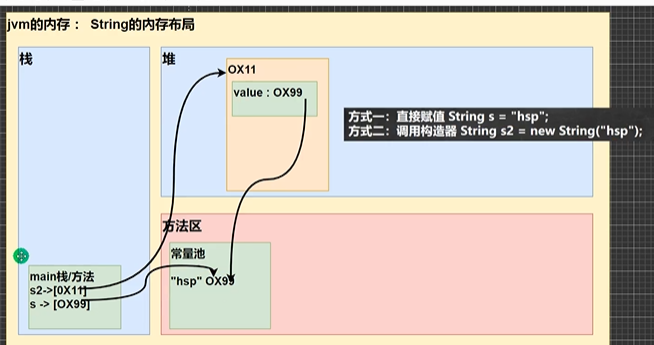 jvm的内存： String的内存布局
栈
堆
OX11
value : OX99
方式一：直接赋值 String s = "hsp";
方式二：调用构造器 String s2 = new String("hsp");
方法区
常量池
"hsp" OX99
main栈/方法
s2->[0X11]
s -> [OX99]